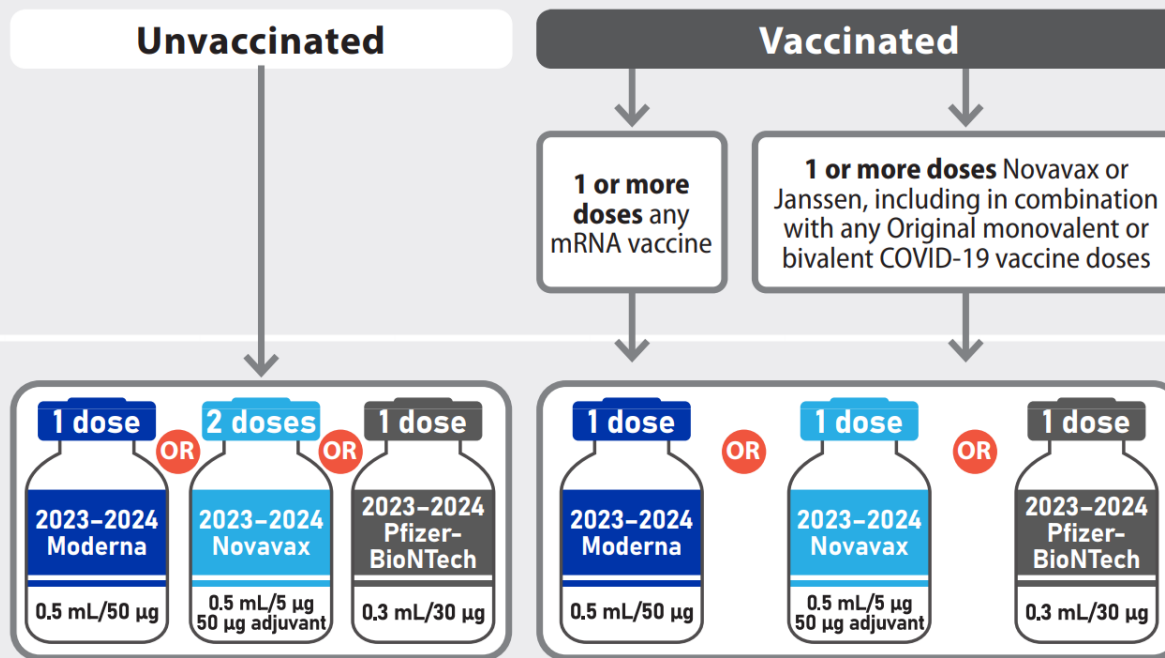 Unvaccinated
Vaccinated
1 or more
doses any
mRNA vaccine
1 or more doses Novavax or
Janssen, including in combination
with any Original monovalent or
bivalent COVID-19 vaccine doses
1 dose
OR
2 doses
OR
1 dose
2023–2024
Moderna
2023–2024
Novavax
2023–2024
Pfizer-
BioNTech
0.5 mL/50 µg
0.5 mL/5 µg
50 µg adjuvant
0.3 mL/30 µg
1 dose
OR
1 dose
OR
1 dose
2023–2024
Moderna
2023–2024
Novavax
2023–2024
Pfizer-
BioNTech
0.5 mL/50 µg
0.5 mL/5 µg
50 µg adjuvant
0.3 mL/30 µg